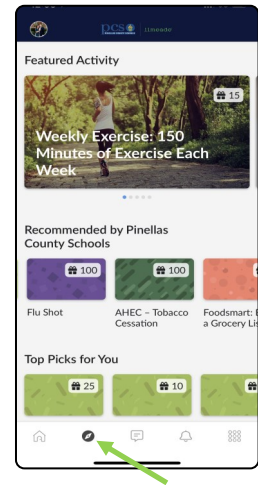 pcs
Limeade
Featured Activity
15
Weekly Exercise: 150
Minutes of Exercise Each
Week
Recommended by Pinellas
County Schools
100
100
Flu Shot
AHEC – Tobacco
Cessation
Foodsmart:
a Grocery Lis
Top Picks for You
25
10